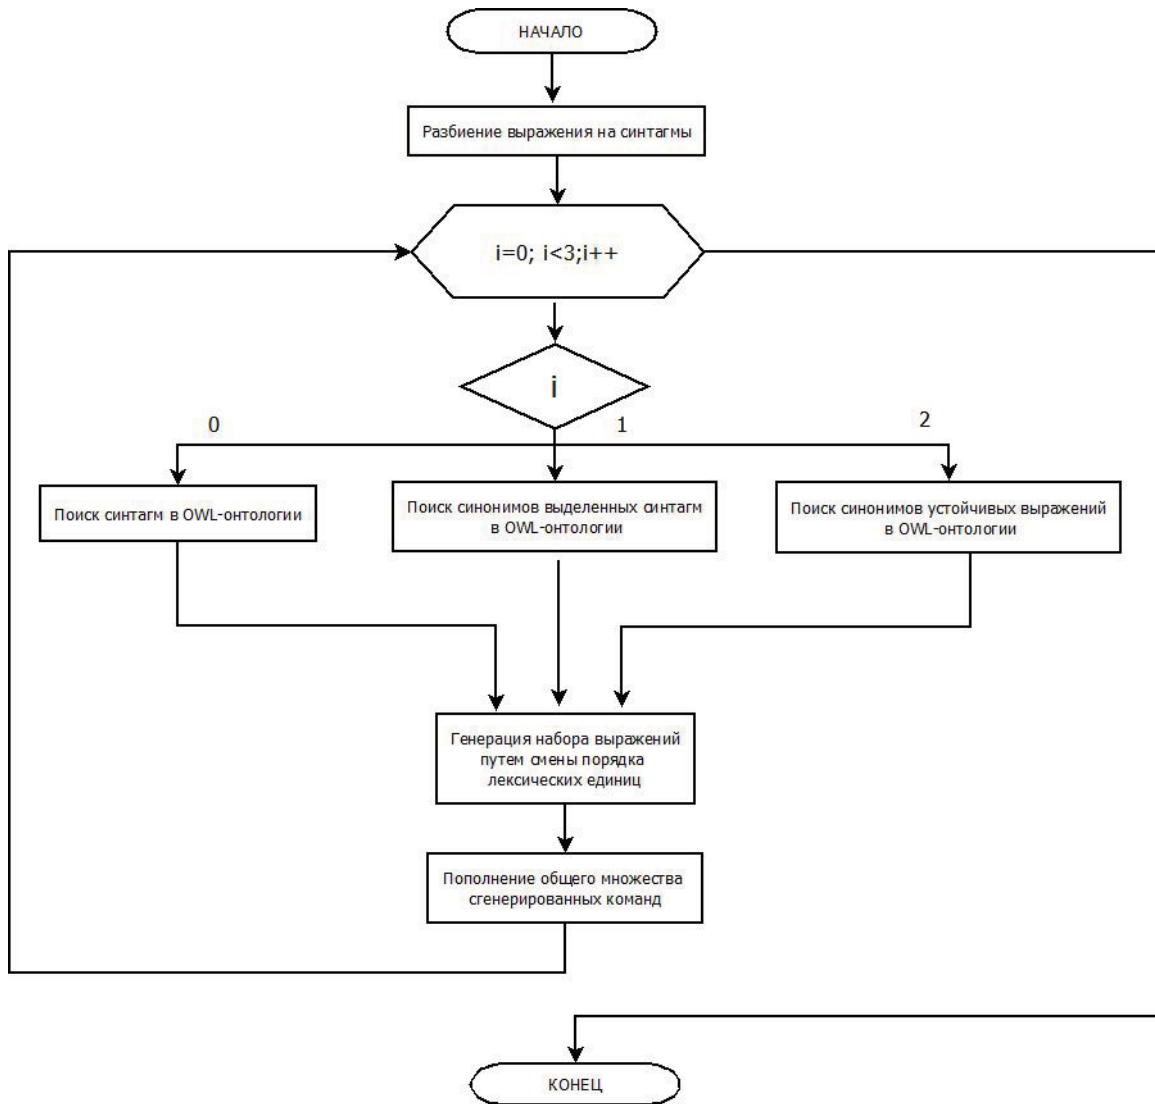 НАЧАЛО
Разбиение выражения на синтагмы
i=0; i<3;i++
i
0
1
2
Поиск синтагм в OWL-онтологии
Поиск синонимов выделенных синтагм
в OWL-онтологии
Поиск синонимов устойчивых выражений
в OWL-онтологии
Генерация набора выражений
путем смены порядка
лексических единиц
Пополнение общего множества
сгенерированных команд
КОНЕЦ